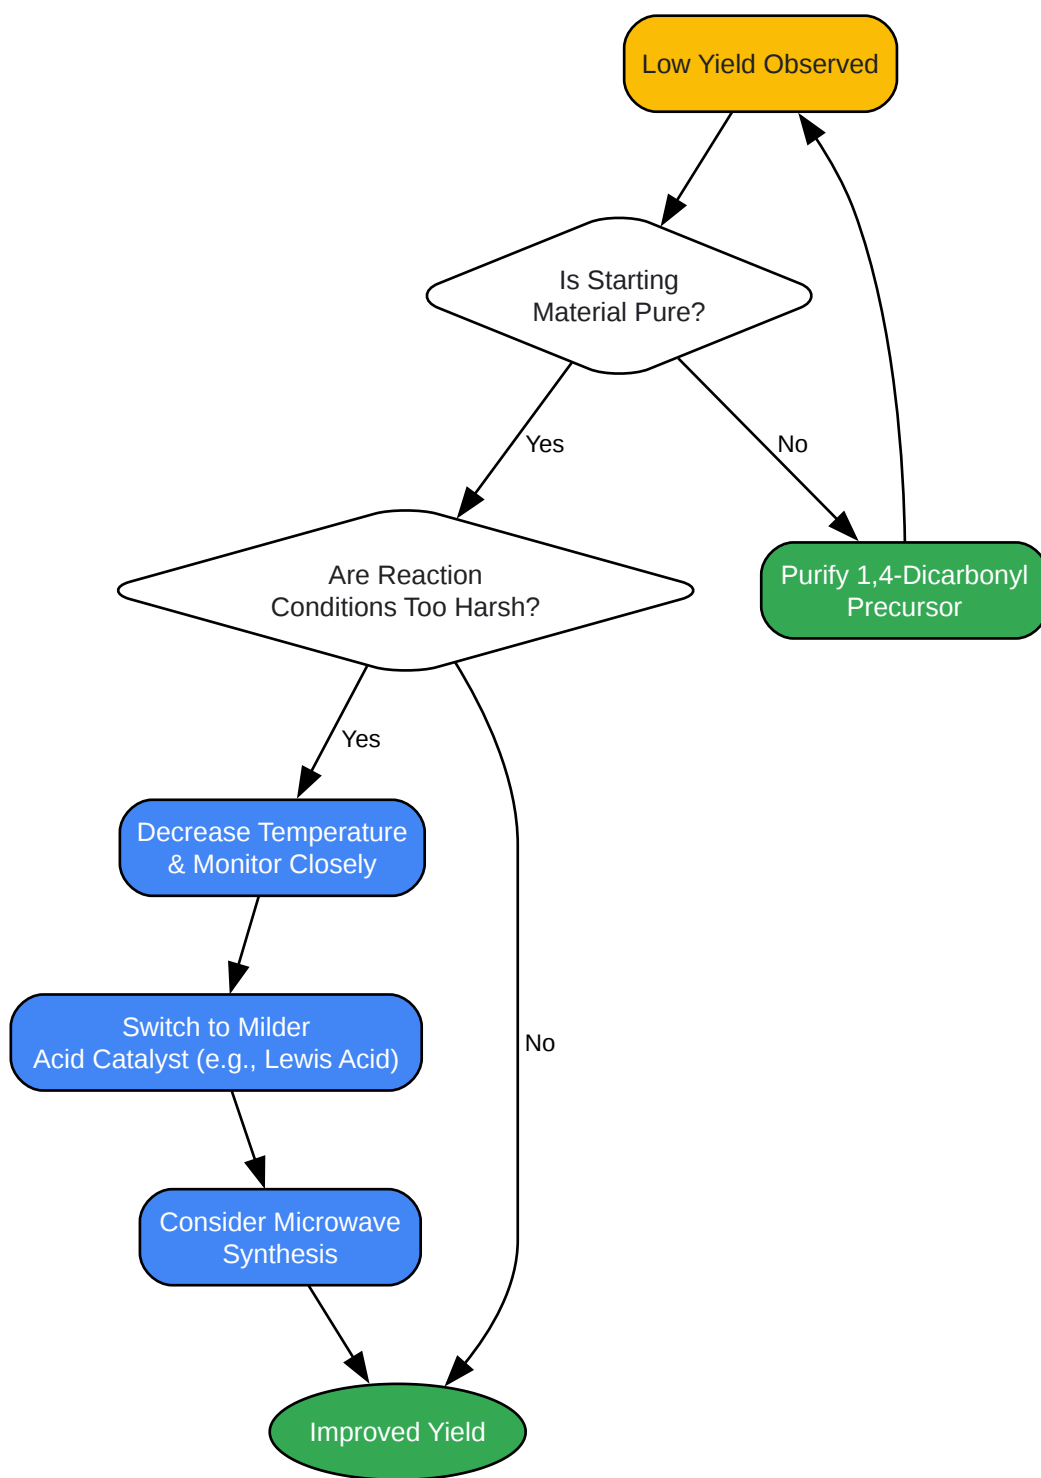 Low Yield Observed
Is Starting
Material Pure?
Yes
No
Are Reaction
Conditions Too Harsh?
Purify 1,4-Dicarbonyl
Precursor
Yes
Decrease Temperature
& Monitor Closely
Switch to Milder
Acid Catalyst (e.g., Lewis Acid)
No
Consider Microwave
Synthesis
Improved Yield